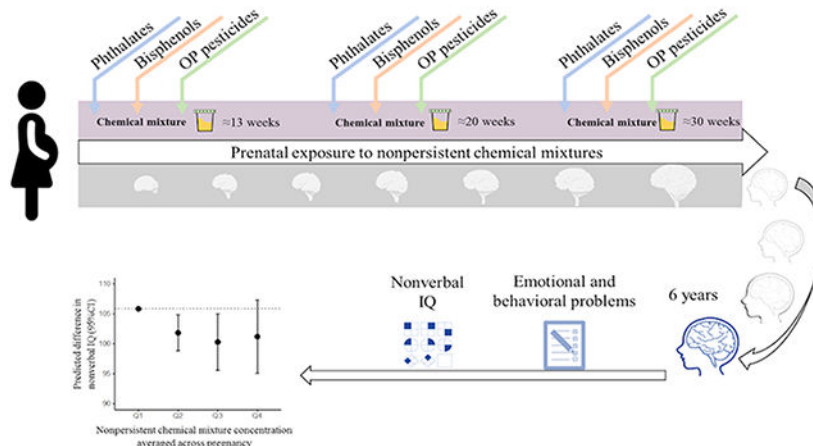 Phthalates
Bisphenols
OP pesticides
Phthalates
Bisphenols
OP pesticides
Phthalates
Bisphenols
OP pesticides
Chemical mixture ≈13 weeks
Chemical mixture ≈20 weeks
Chemical mixture ≈30 weeks
Prenatal exposure to nonpersistent chemical mixtures
6 years
Emotional and
behavioral problems
Nonverbal
IQ
Predicted difference in
nonverbal IQ (95%CI)
110
105
100
95
90
Q1 Q2 Q3 Q4
Nonpersistent chemical mixture concentration
averaged across pregnancy